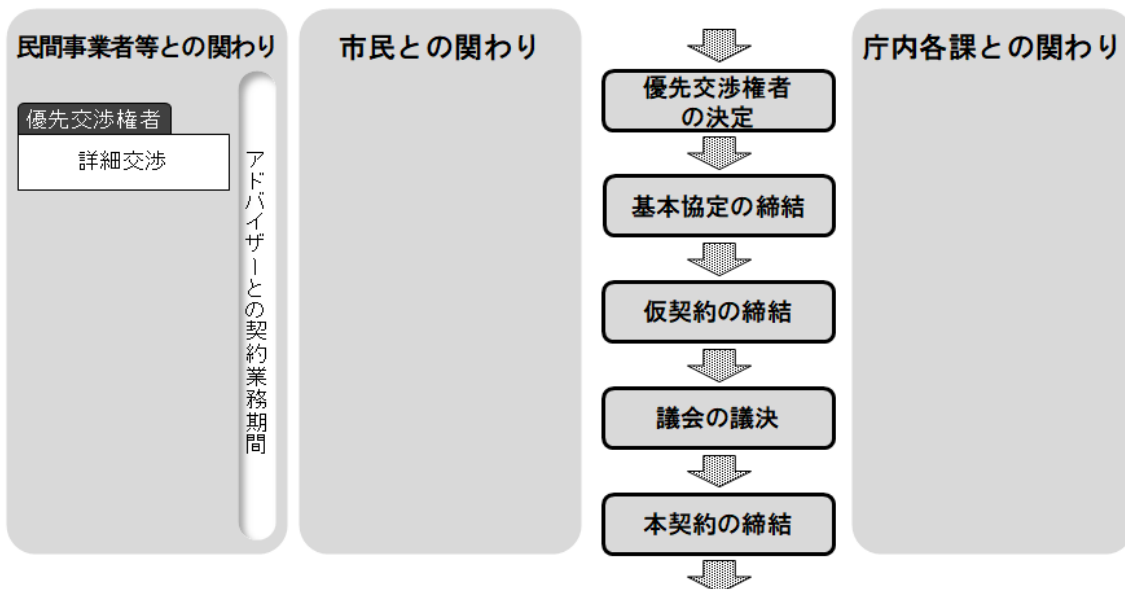 民間事業者等との関わり
優先交渉権者
詳細交渉
アドバイザーとの契約業務期間
市民との関わり
優先交渉権者
の決定
基本協定の締結
仮契約の締結
議会の議決
本契約の締結
庁内各課との関わり